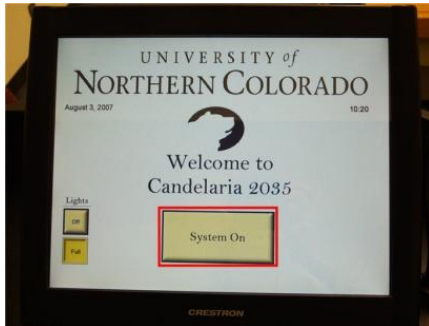 UNIVERSITY of
NORTHERN COLORADO
August 3, 2007 10:20
Welcome to
Candelaria 2035
Lights
Off
Full
System On
CRESTRON